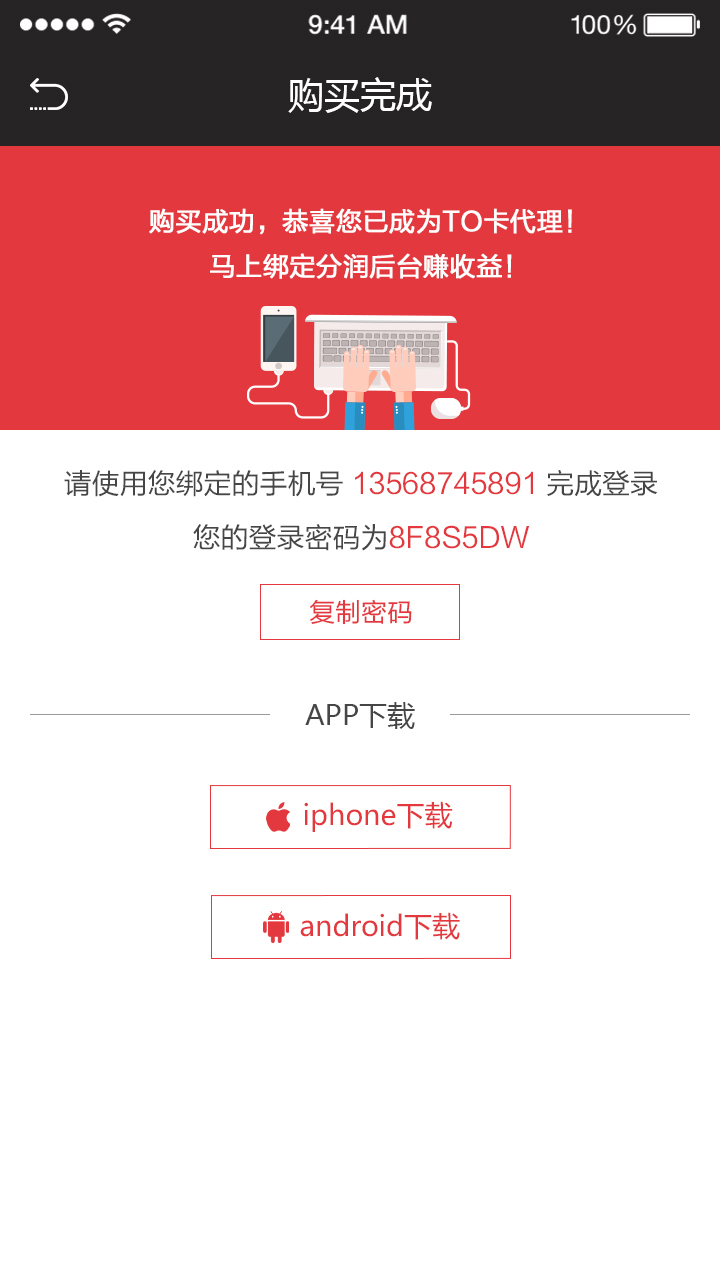 9:41 AM
100%
购买完成
购买成功，恭喜您已成为TO卡代理！
马上绑定分润后台赚收益！
请使用您绑定的手机号 13568745891 完成登录
您的登录密码为8F8S5DW
复制密码
APP下载
iphone下载
android下载